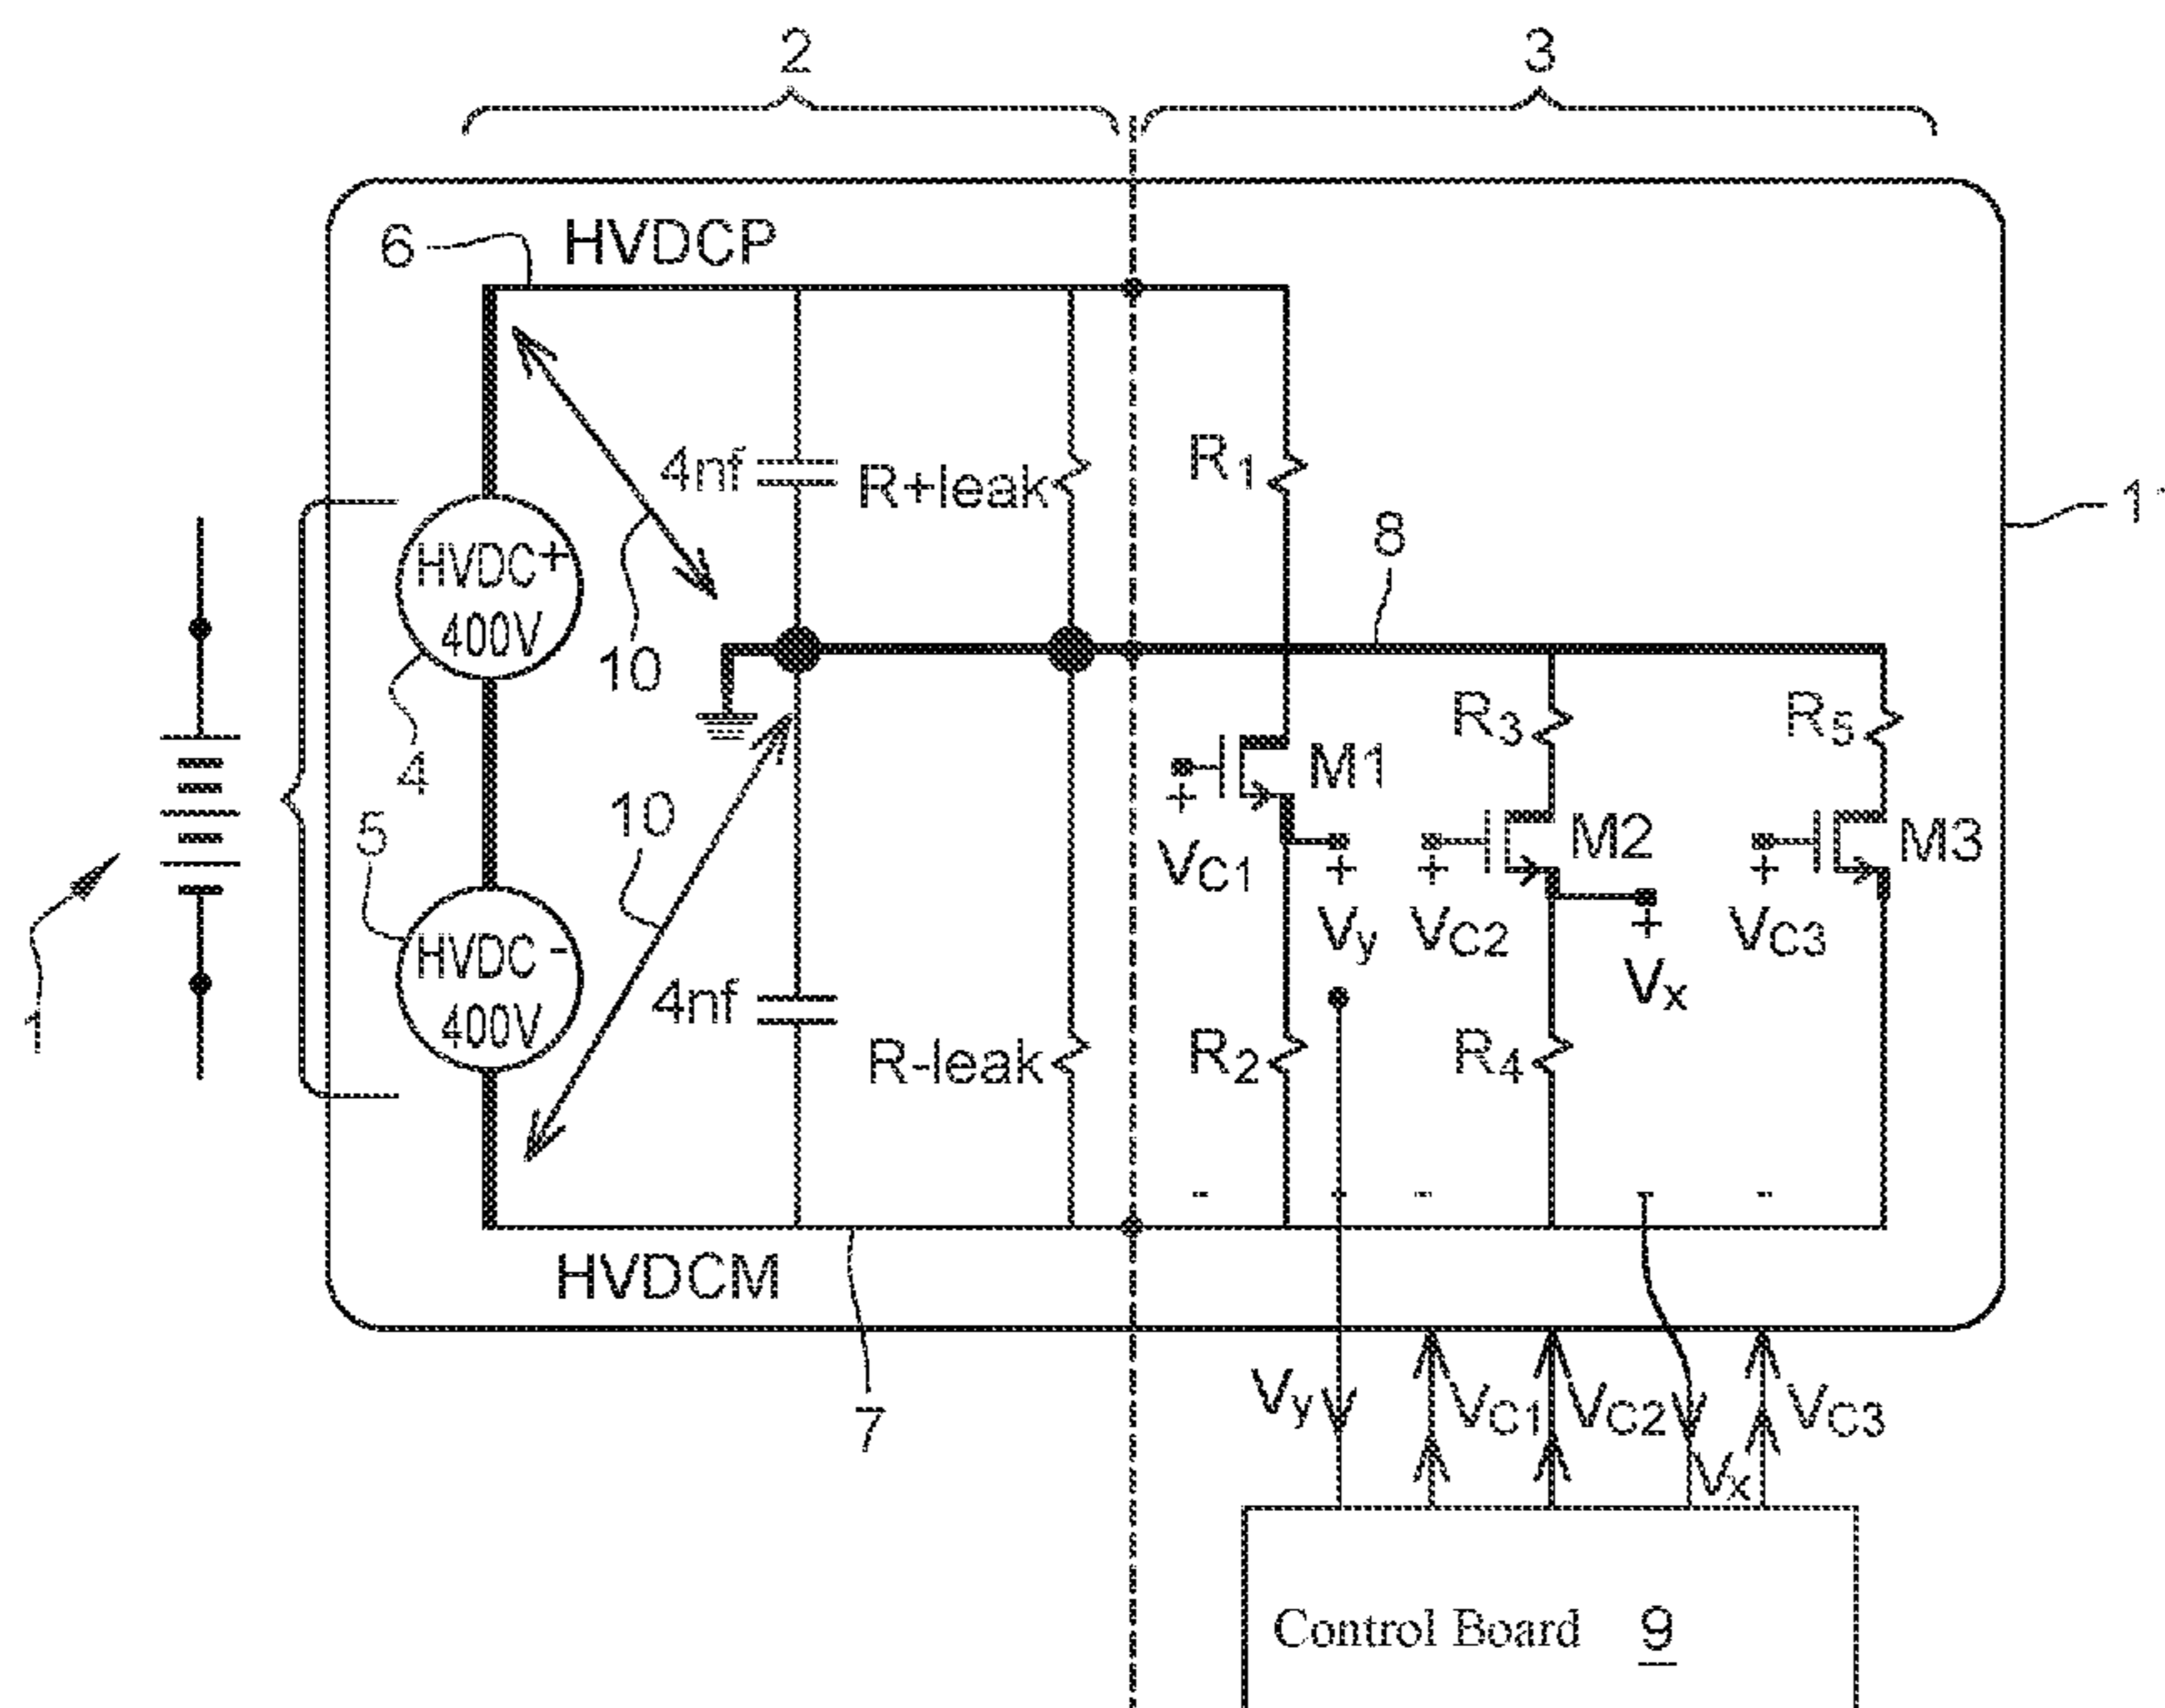 2
3
6
HVDCP
4nf
R+leak
R1
11
8
HVDC+
400V
10
4
R3
R5
M1
+
VC1
10
5
M2
M3
+
Vy
+
VC2
+
Vx
+
VC3
HVDC-
400V
1
4nf
R-leak
R2
R4
- - - - -
HVDCM
7
Vy
VC1
VC2
Vx
VC3
Control Board 9